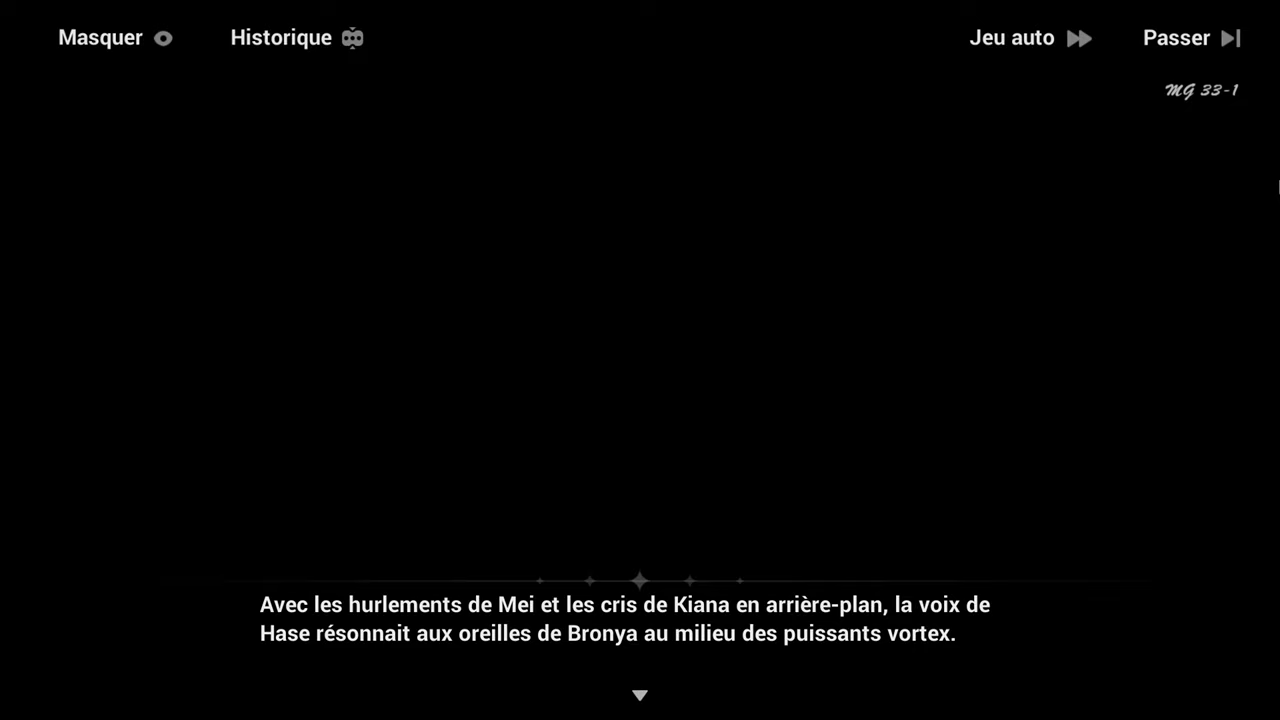 Masquer
Historique
Jeu auto
Passer
MG 33-1
Avec les hurlements de Mei et les cris de Kiana en arrière-plan, la voix de
Hase résonnait aux oreilles de Bronya au milieu des puissants vortex.